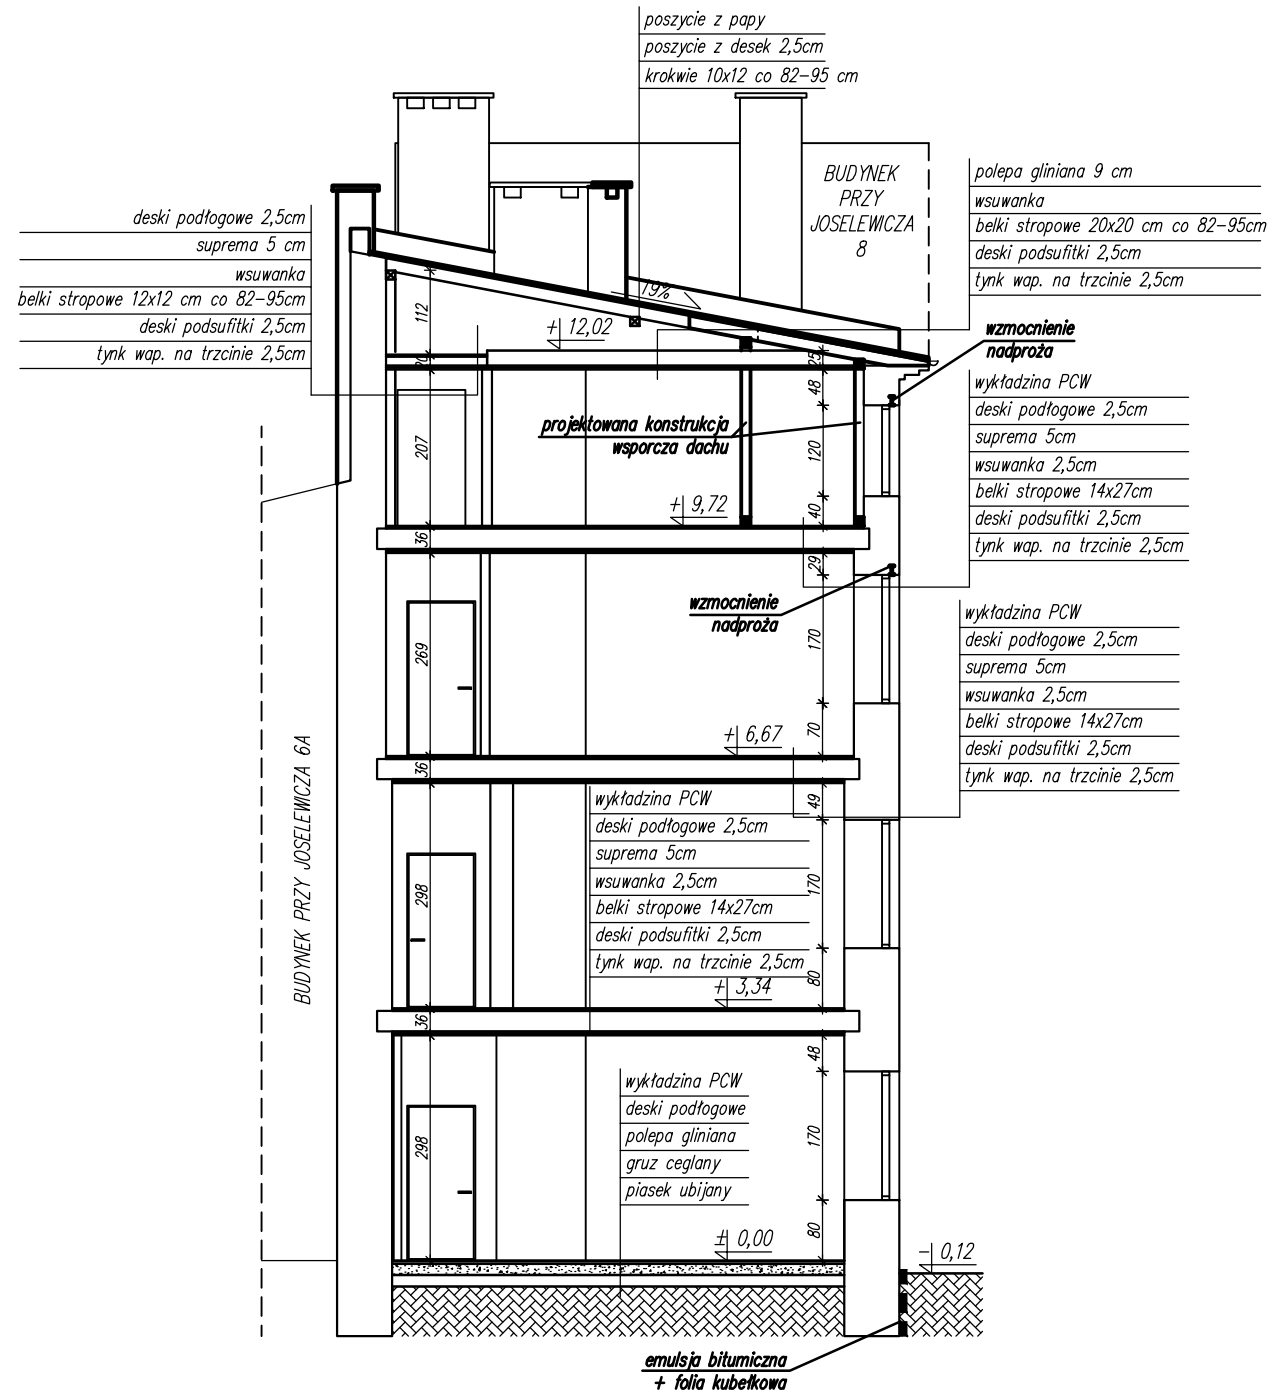 poszycie z papy
poszycie z desek 2,5cm
krokwie 10x12 co 82-95 cm
BUDYNEK
PRZY
JOSELEWICZA
8
polepa gliniana 9 cm
wsuwanka
belki stropowe 20x20 cm co 82-95cm
deski podsufitki 2,5cm
tynk wap. na trzcinie 2,5cm
deski podłogowe 2,5cm
suprema 5 cm
wsuwanka
belki stropowe 12x12 cm co 82-95cm
deski podsufitki 2,5cm
tynk wap. na trzcinie 2,5cm
19%
112
+ 12,02
wzmocnienie
nadproża
20
25
48
wykładzina PCW
deski podłogowe 2,5cm
suprema 5cm
wsuwanka 2,5cm
belki stropowe 14x27cm
deski podsufitki 2,5cm
tynk wap. na trzcinie 2,5cm
projektowana konstrukcja
wsporcza dachu
207
120
+ 9,72
40
36
29
wzmocnienie
nadproża
269
170
wykładzina PCW
deski podłogowe 2,5cm
suprema 5cm
wsuwanka 2,5cm
belki stropowe 14x27cm
deski podsufitki 2,5cm
tynk wap. na trzcinie 2,5cm
+ 6,67
70
36
49
BUDYNEK PRZY JOSELEWICZA 6A
wykładzina PCW
deski podłogowe 2,5cm
suprema 5cm
wsuwanka 2,5cm
belki stropowe 14x27cm
deski podsufitki 2,5cm
tynk wap. na trzcinie 2,5cm
298
170
+ 3,34
80
36
48
wykładzina PCW
deski podłogowe
polepa gliniana
gruz ceglany
piasek ubijany
298
170
80
± 0,00
- 0,12
emulsja bitumiczna
+ folia kubełkowa